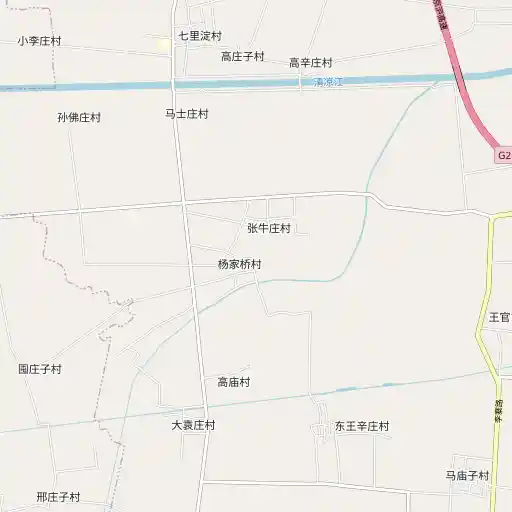 七里淀村
小李庄村
高庄子村
高辛庄村
清凉江
孙佛庄村
马士庄村
G2
张牛庄村
杨家桥村
王官
园庄子村
高庙村
大袁庄村
东王辛庄村
马庙子村
邢庄子村